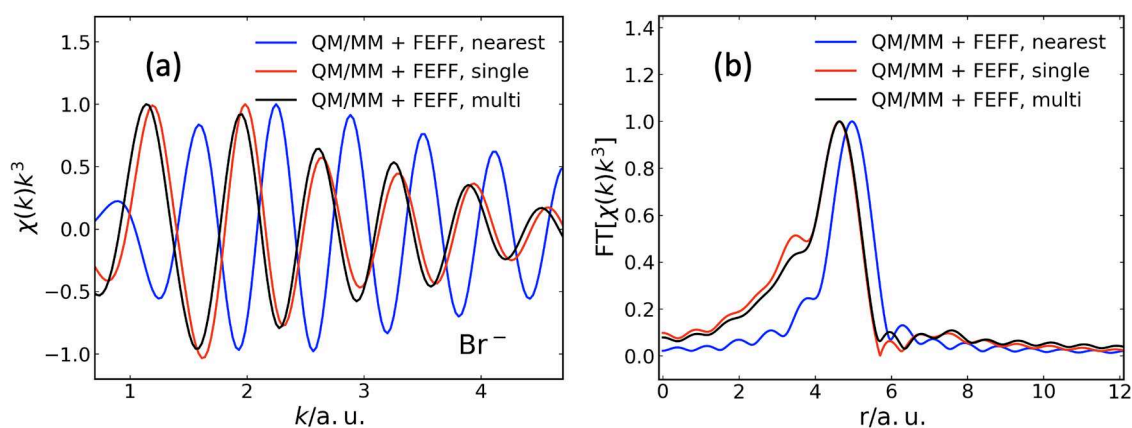 (a)
QM/MM + FEFF, nearest
QM/MM + FEFF, single
QM/MM + FEFF, multi
1.5
1.0
0.5
0.0
−0.5
−1.0
χ(k)k³
Br⁻
1 2 3 4
k/a. u.
(b)
QM/MM + FEFF, nearest
QM/MM + FEFF, single
QM/MM + FEFF, multi
1.4
1.2
1.0
0.8
0.6
0.4
0.2
0.0
FT[χ(k)k³]
0 2 4 6 8 10 12
r/a. u.